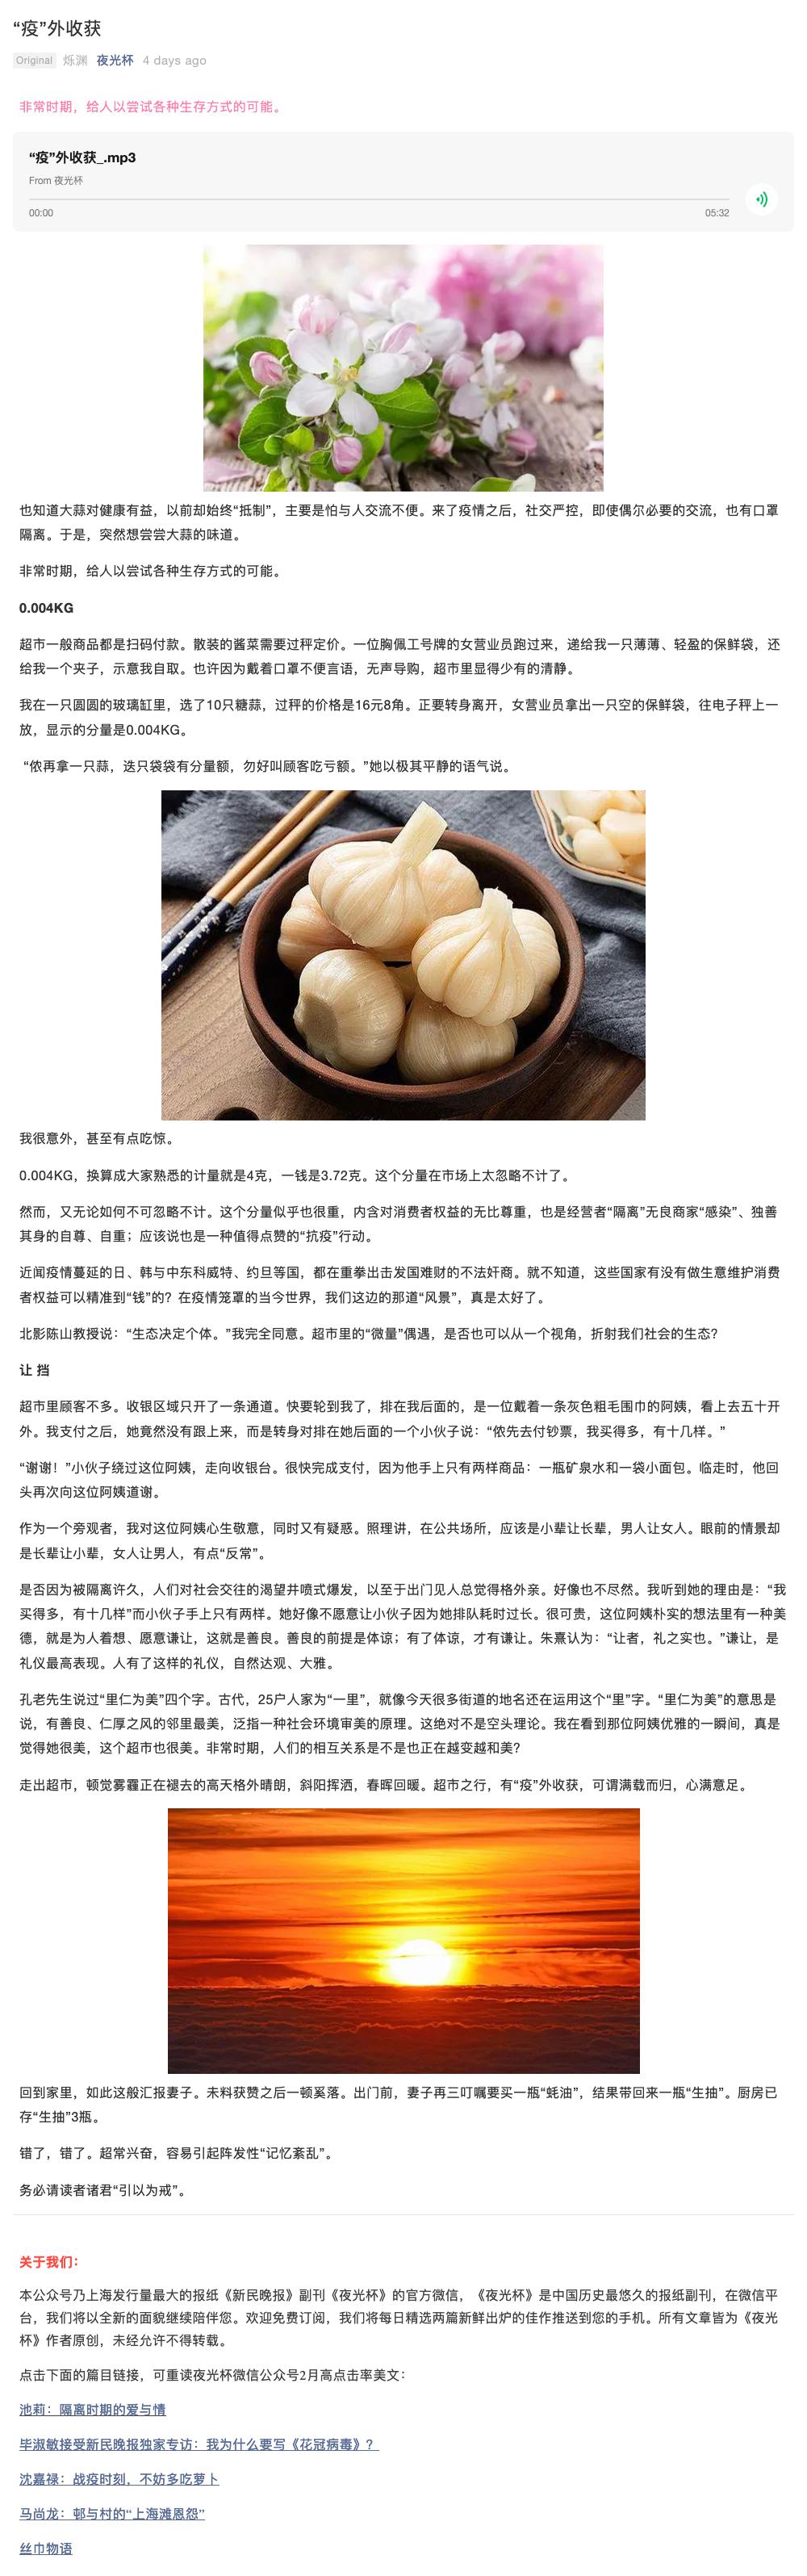 “疫”外收获
Original 烁渊 夜光杯 4 days ago
非常时期，给人以尝试各种生存方式的可能。
“疫”外收获_.mp3
From 夜光杯
00:00 05:32
也知道大蒜对健康有益，以前却始终“抵制”，主要是怕与人交流不便。来了疫情之后，社交严控，即使偶尔必要的交流，也有口罩
隔离。于是，突然想尝尝大蒜的味道。
非常时期，给人以尝试各种生存方式的可能。
0.004KG
超市一般商品都是扫码付款。散装的酱菜需要过秤定价。一位胸佩工号牌的女营业员跑过来，递给我一只薄薄、轻盈的保鲜袋，还
给我一个夹子，示意我自取。也许因为戴着口罩不便言语，无声导购，超市里显得少有的清静。
我在一只圆圆的玻璃缸里，选了10只糖蒜，过秤的价格是16元8角。正要转身离开，女营业员拿出一只空的保鲜袋，往电子秤上一
放，显示的分量是0.004KG。
“侬再拿一只蒜，迭只袋袋有分量额，勿好叫顾客吃亏额。”她以极其平静的语气说。
我很意外，甚至有点吃惊。
0.004KG，换算成大家熟悉的计量就是4克，一钱是3.72克。这个分量在市场上太忽略不计了。
然而，又无论如何不可忽略不计。这个分量似乎也很重，内含对消费者权益的无比尊重，也是经营者“隔离”无良商家“感染”、独善
其身的自尊、自重；应该说也是一种值得点赞的“抗疫”行动。
近闻疫情蔓延的日、韩与中东科威特、约旦等国，都在重拳出击发国难财的不法奸商。就不知道，这些国家有没有做生意维护消费
者权益可以精准到“钱”的？在疫情笼罩的当今世界，我们这边的那道“风景”，真是太好了。
北影陈山教授说：“生态决定个体。”我完全同意。超市里的“微量”偶遇，是否也可以从一个视角，折射我们社会的生态？
让 挡
超市里顾客不多。收银区域只开了一条通道。快要轮到我了，排在我后面的，是一位戴着一条灰色粗毛围巾的阿姨，看上去五十开
外。我支付之后，她竟然没有跟上来，而是转身对排在她后面的一个小伙子说：“侬先去付钞票，我买得多，有十几样。”
“谢谢！”小伙子绕过这位阿姨，走向收银台。很快完成支付，因为他手上只有两样商品：一瓶矿泉水和一袋小面包。临走时，他回
头再次向这位阿姨道谢。
作为一个旁观者，我对这位阿姨心生敬意，同时又有疑惑。照理讲，在公共场所，应该是小辈让长辈，男人让女人。眼前的情景却
是长辈让小辈，女人让男人，有点“反常”。
是否因为被隔离许久，人们对社会交往的渴望井喷式爆发，以至于出门见人总觉得格外亲。好像也不尽然。我听到她的理由是：“我
买得多，有十几样”而小伙子手上只有两样。她好像不愿意让小伙子因为她排队耗时过长。很可贵，这位阿姨朴实的想法里有一种美
德，就是为人着想、愿意谦让，这就是善良。善良的前提是体谅；有了体谅，才有谦让。朱熹认为：“让者，礼之实也。”谦让，是
礼仪最高表现。人有了这样的礼仪，自然达观、大雅。
孔老先生说过“里仁为美”四个字。古代，25户人家为“一里”，就像今天很多街道的地名还在运用这个“里”字。“里仁为美”的意思是
说，有善良、仁厚之风的邻里最美，泛指一种社会环境审美的原理。这绝对不是空头理论。我在看到那位阿姨优雅的一瞬间，真是
觉得她很美，这个超市也很美。非常时期，人们的相互关系是不是也正在越变越和美？
走出超市，顿觉雾霾正在褪去的高天格外晴朗，斜阳挥洒，春晖回暖。超市之行，有“疫”外收获，可谓满载而归，心满意足。
回到家里，如此这般汇报妻子。未料获赞之后一顿奚落。出门前，妻子再三叮嘱要买一瓶“蚝油”，结果带回来一瓶“生抽”。厨房已
存“生抽”3瓶。
错了，错了。超常兴奋，容易引起阵发性“记忆紊乱”。
务必请读者诸君“引以为戒”。
关于我们：
本公众号乃上海发行量最大的报纸《新民晚报》副刊《夜光杯》的官方微信，《夜光杯》是中国历史最悠久的报纸副刊，在微信平
台，我们将以全新的面貌继续陪伴您。欢迎免费订阅，我们将每日精选两篇新鲜出炉的佳作推送到您的手机。所有文章皆为《夜光
杯》作者原创，未经允许不得转载。
点击下面的篇目链接，可重读夜光杯微信公众号2月高点击率美文：
池莉：隔离时期的爱与情
毕淑敏接受新民晚报独家专访：我为什么要写《花冠病毒》？
沈嘉禄：战疫时刻，不妨多吃萝卜
马尚龙：邨与村的“上海滩恩怨”
丝巾物语